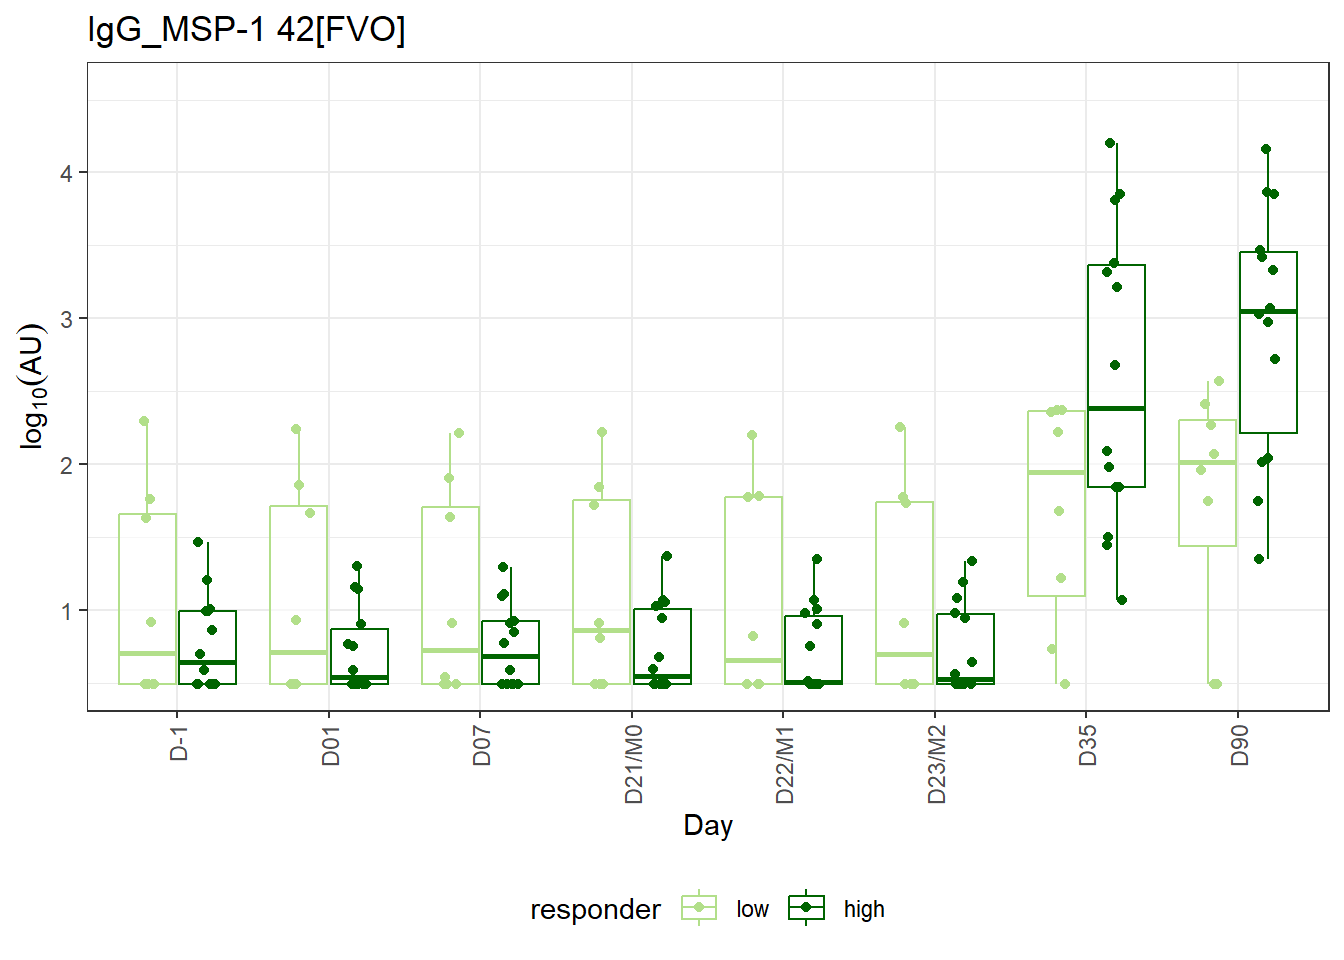 IgG_MSP-1 42[FVO]
log10(AU)
4
3
2
1
D-1
D01
D07
D21/M0
D22/M1
D23/M2
D35
D90
Day
responder
low
high